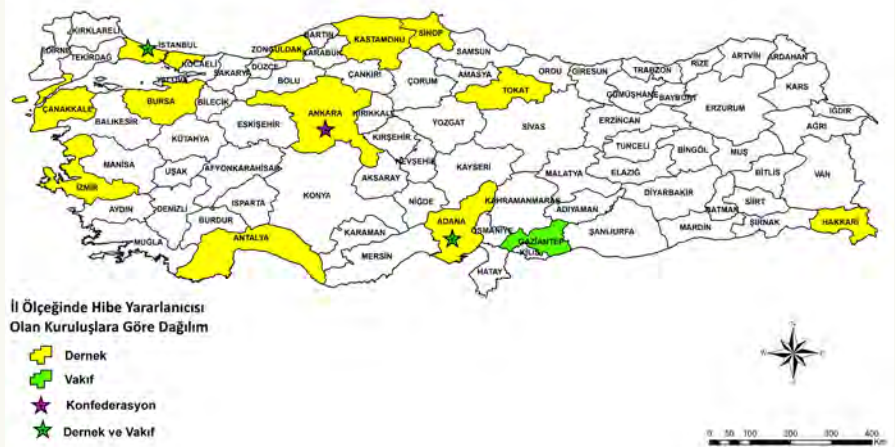 KIRKLARELİ
EDİRNE
TEKİRDAĞ
İSTANBUL
KOCAELİ
YALOVA
SAKARYA
DÜZCE
ZONGULDAK
BARTIN
KARABÜK
KASTAMONU
SİNOP
SAMSUN
ORDU
GİRESUN
TRABZON
RİZE
ARTVİN
ARDAHAN
ÇANAKKALE
BURSA
BİLECİK
BOLU
ÇANKIRI
ÇORUM
AMASYA
TOKAT
GÜMÜŞHANE
BAYBURT
ERZURUM
KARS
IĞDIR
BALIKESİR
ESKİŞEHİR
ANKARA
KIRIKKALE
YOZGAT
SİVAS
ERZİNCAN
AĞRI
KÜTAHYA
KIRŞEHİR
TUNCELİ
BİNGÖL
MUŞ
MANİSA
UŞAK
AFYONKARAHİSAR
NEVŞEHİR
KAYSERİ
MALATYA
ELAZIĞ
BİTLİS
VAN
İZMİR
AKSARAY
DİYARBAKIR
AYDIN
DENİZLİ
ISPARTA
KONYA
NİĞDE
KAHRAMANMARAŞ
ADIYAMAN
BATMAN
SİİRT
BURDUR
ADANA
OSMANİYE
ŞANLIURFA
MARDİN
ŞIRNAK
HAKKARİ
MUĞLA
ANTALYA
KARAMAN
GAZİANTEP
KİLİS
MERSİN
HATAY
İl Ölçeğinde Hibe Yararlanıcısı
Olan Kuruluşlara Göre Dağılım
Dernek
Vakıf
Konfederasyon
Dernek ve Vakıf
N
W
E
S
0 50 100 200 300 400